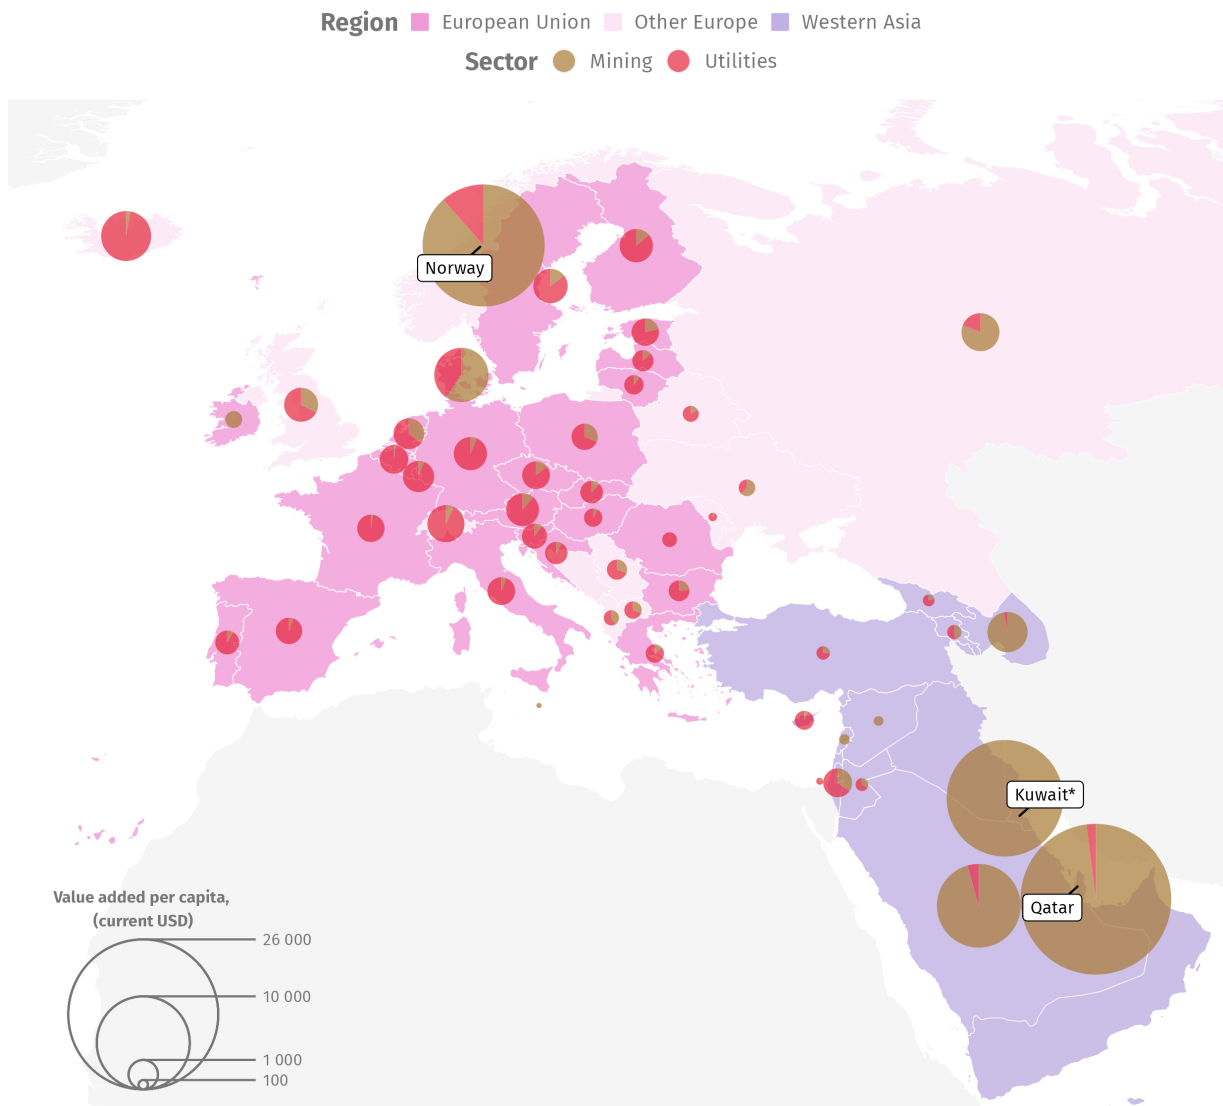 Region European Union Other Europe Western Asia
Sector Mining Utilities
Norway
Kuwait*
Qatar
Value added per capita,
(current USD)
26 000
10 000
1 000
100